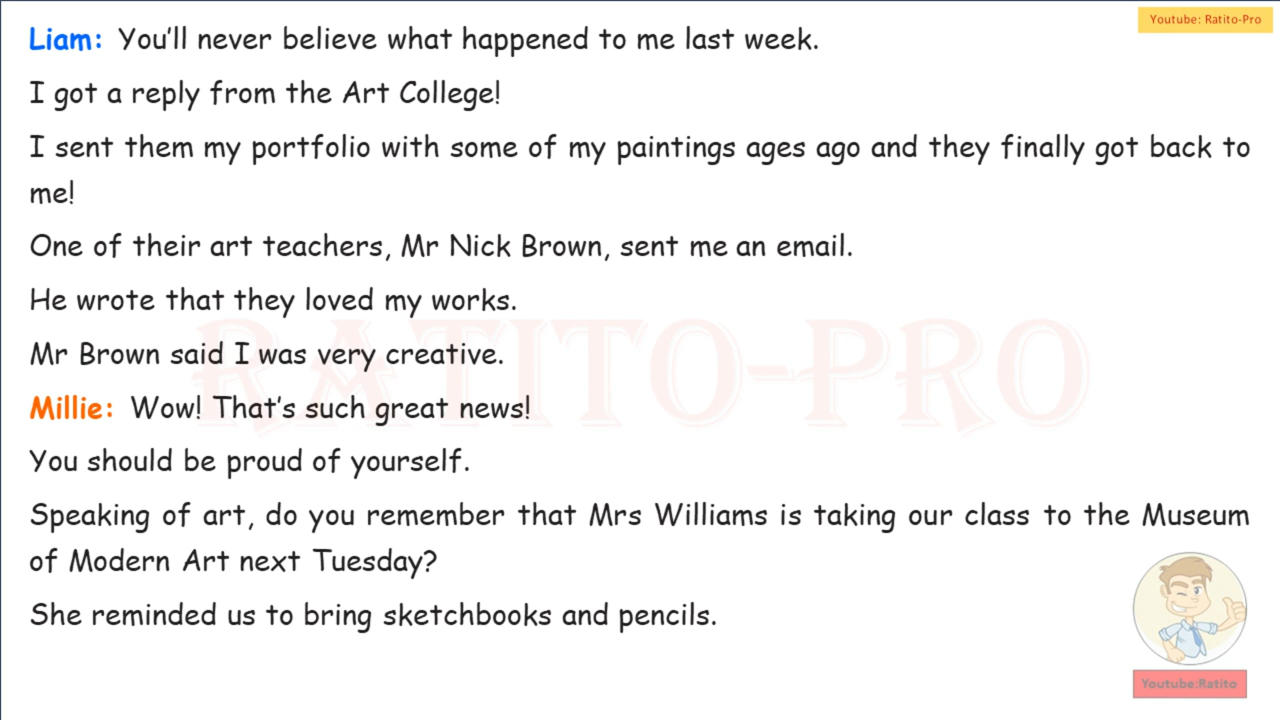 Youtube: Ratito-Pro
Liam: You'll never believe what happened to me last week.
I got a reply from the Art College!
I sent them my portfolio with some of my paintings ages ago and they finally got back to
me!
One of their art teachers, Mr Nick Brown, sent me an email.
He wrote that they loved my works.
RATITO-PRO
Mr Brown said I was very creative.
Millie: Wow! That's such great news!
You should be proud of yourself.
Speaking of art, do you remember that Mrs Williams is taking our class to the Museum
of Modern Art next Tuesday?
She reminded us to bring sketchbooks and pencils.
Youtube:Ratito